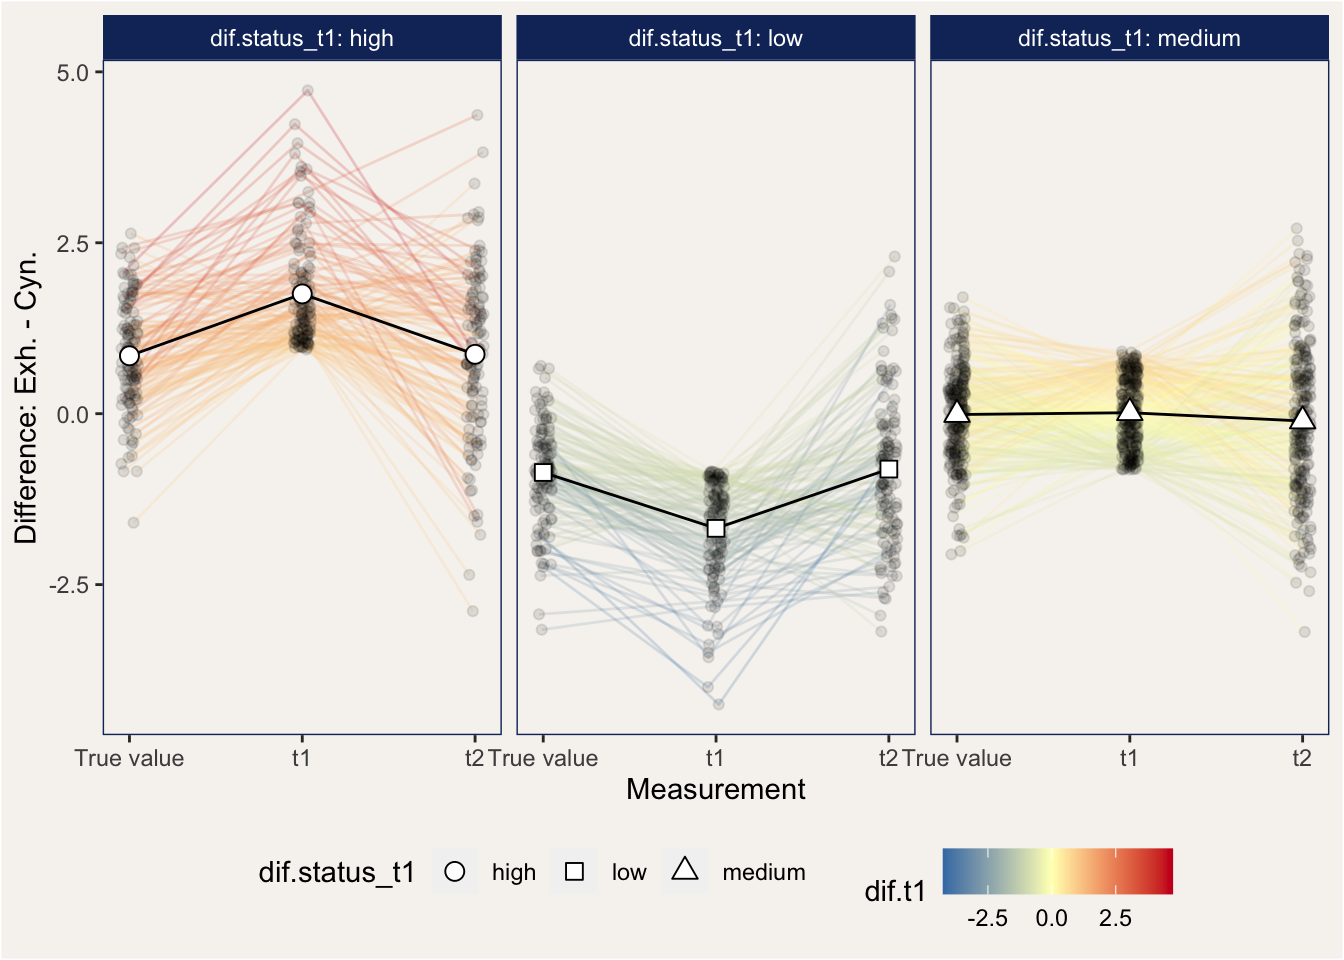 dif.status_t1: high
dif.status_t1: low
dif.status_t1: medium
5.0
2.5
0.0
-2.5
Difference: Exh. - Cyn.
True value t1 t2 True value t1 t2 True value t1 t2
Measurement
dif.status_t1 high low medium
dif.t1
-2.5 0.0 2.5